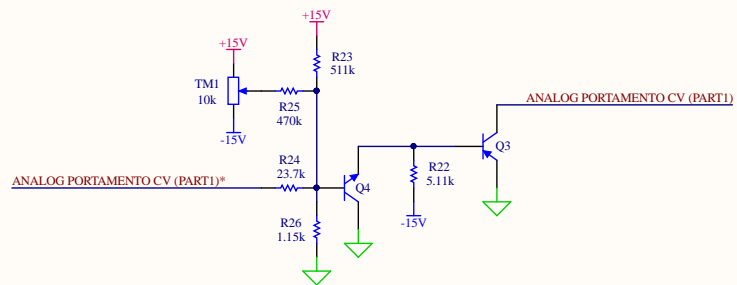 +15V
+15V
R23
511k
TM1
10k
R25
470k
-15V
ANALOG PORTAMENTO CV (PART1)
Q3
R22
5.11k
R24
23.7k
Q4
ANALOG PORTAMENTO CV (PART1)*
R26
1.15k
-15V